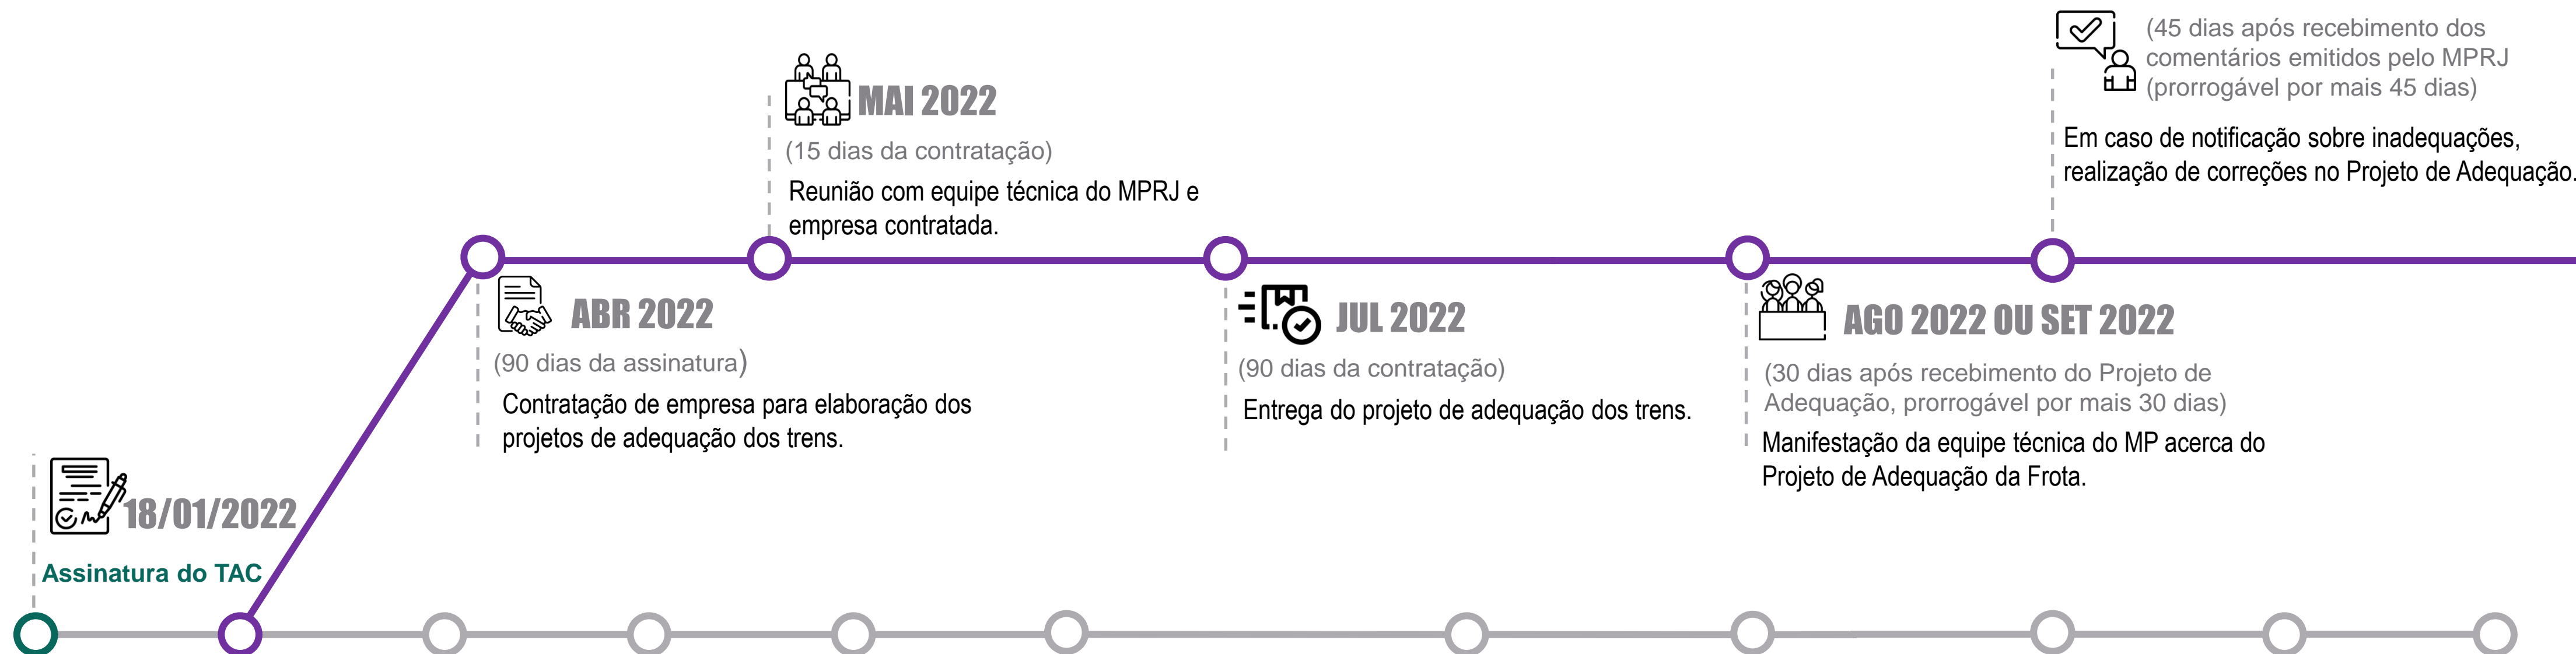 18/01/2022
Assinatura do TAC
ABR 2022
(90 dias da assinatura)
Contratação de empresa para elaboração dos
projetos de adequação dos trens.
MAI 2022
(15 dias da contratação)
Reunião com equipe técnica do MPRJ e
empresa contratada.
JUL 2022
(90 dias da contratação)
Entrega do projeto de adequação dos trens.
AGO 2022 OU SET 2022
(30 dias após recebimento do Projeto de
Adequação, prorrogável por mais 30 dias)
Manifestação da equipe técnica do MP acerca do
Projeto de Adequação da Frota.
(45 dias após recebimento dos
comentários emitidos pelo MPRJ
(prorrogável por mais 45 dias)
Em caso de notificação sobre inadequações,
realização de correções no Projeto de Adequação.